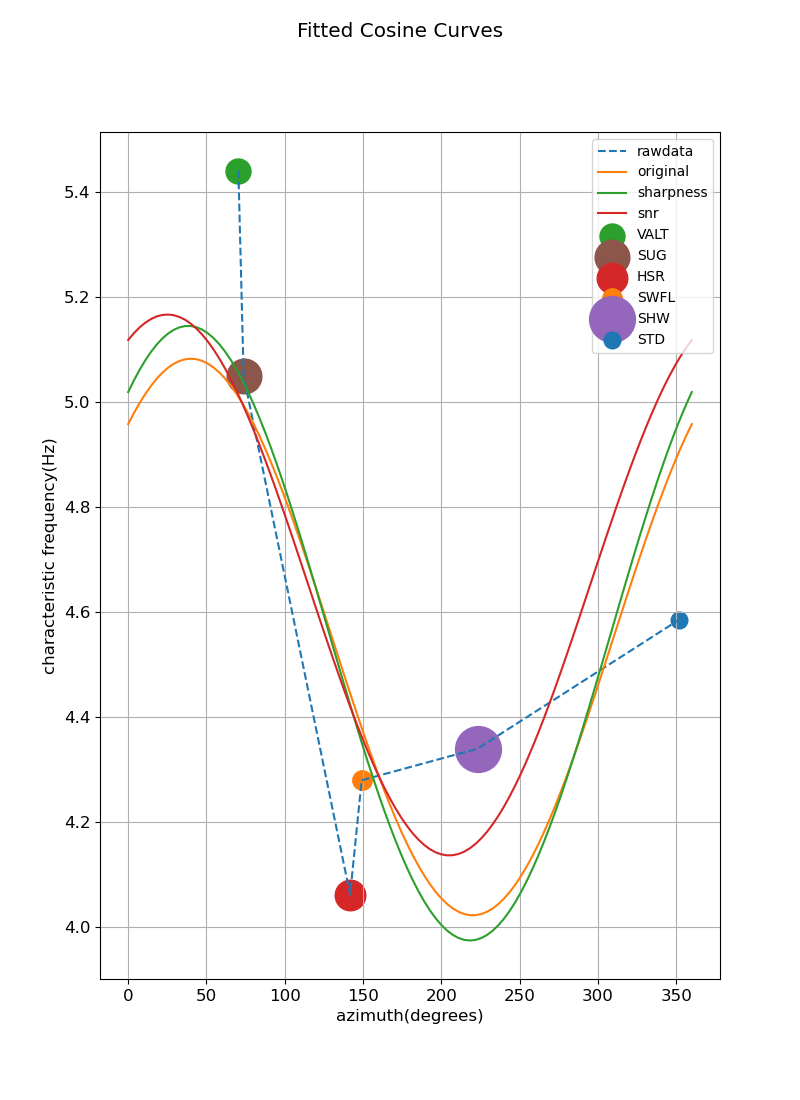 Fitted Cosine Curves
rawdata
original
sharpness
snr
VALT
SUG
HSR
SWFL
SHW
STD
characteristic frequency(Hz)
5.4
5.2
5.0
4.8
4.6
4.4
4.2
4.0
0 50 100 150 200 250 300 350
azimuth(degrees)